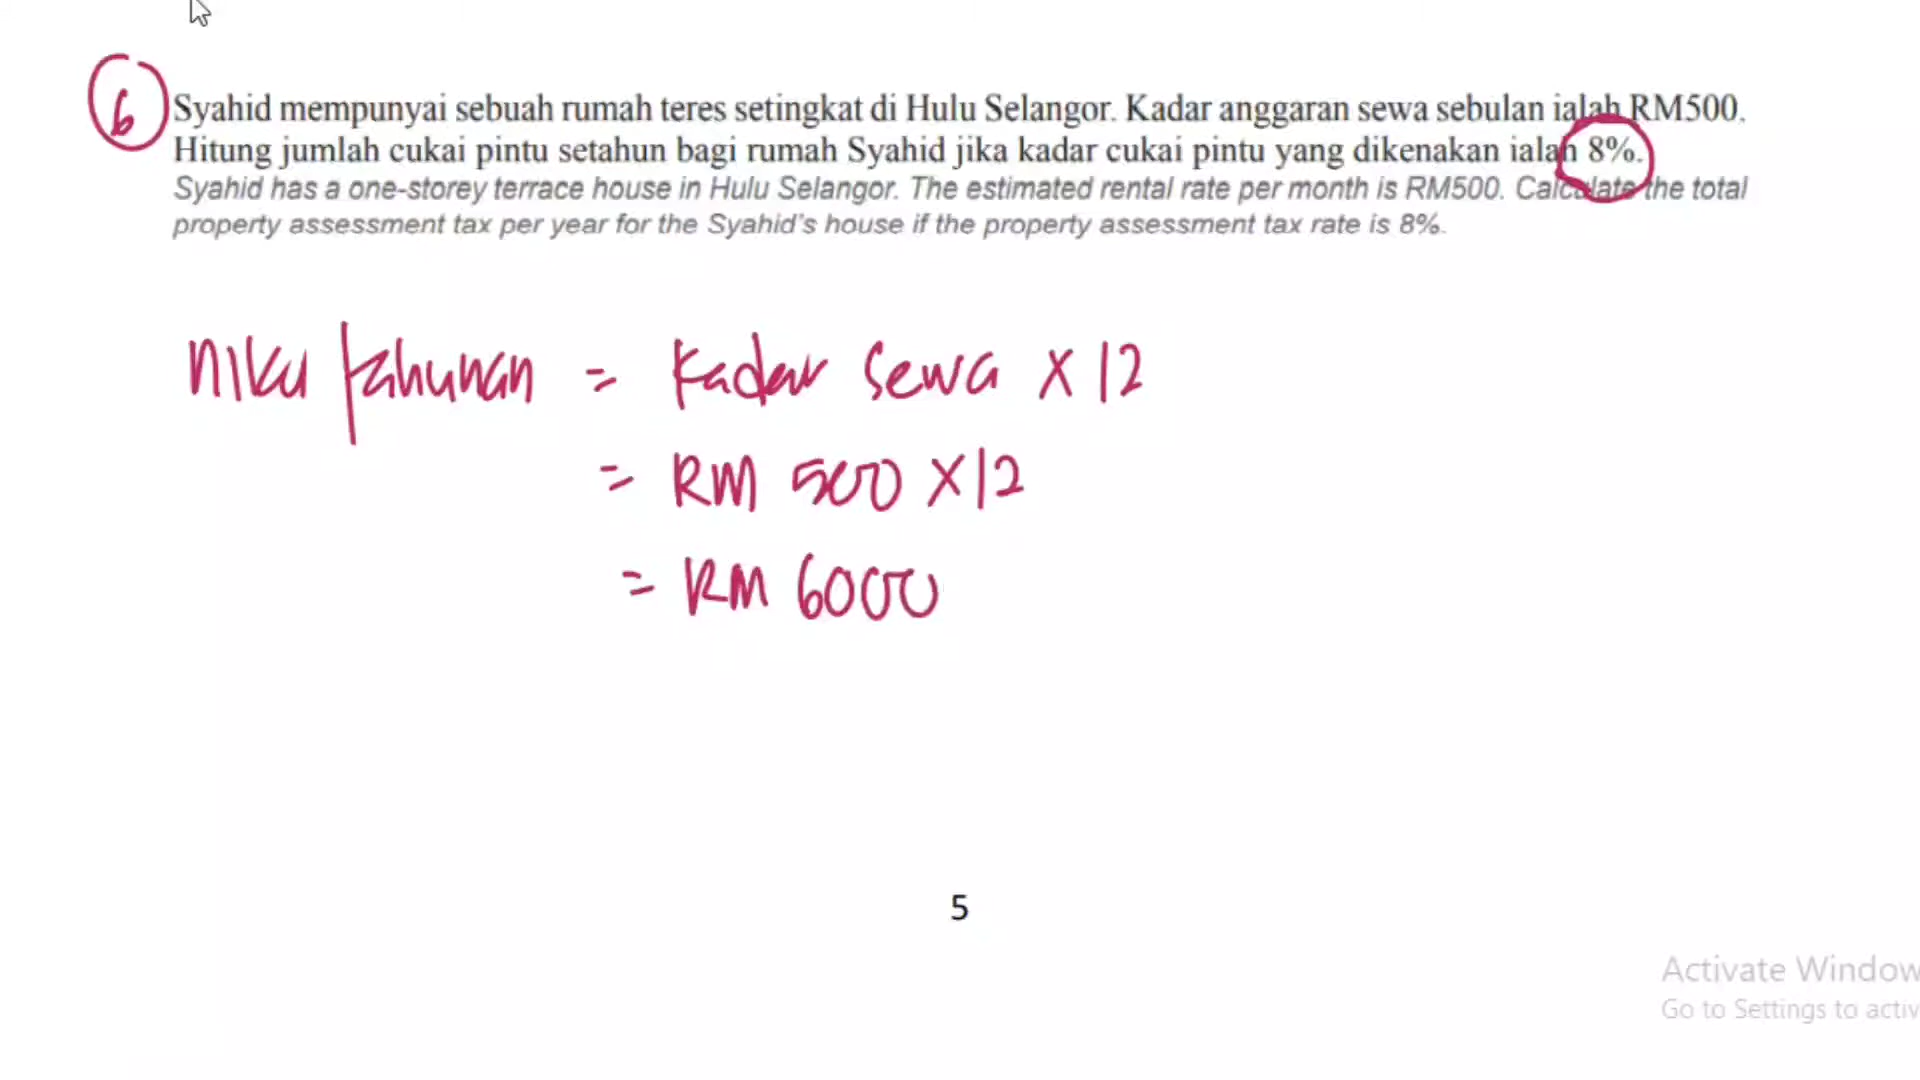 6
Syahid mempunyai sebuah rumah teres setingkat di Hulu Selangor. Kadar anggaran sewa sebulan ialah RM500.
Hitung jumlah cukai pintu setahun bagi rumah Syahid jika kadar cukai pintu yang dikenakan ialah 8%.
Syahid has a one-storey terrace house in Hulu Selangor. The estimated rental rate per month is RM500. Calculate the total
property assessment tax per year for the Syahid's house if the property assessment tax rate is 8%.
nilai tahunan = kadar sewa x 12
= RM 500 x 12
= RM 6000
5
Activate Window
Go to Settings to activ